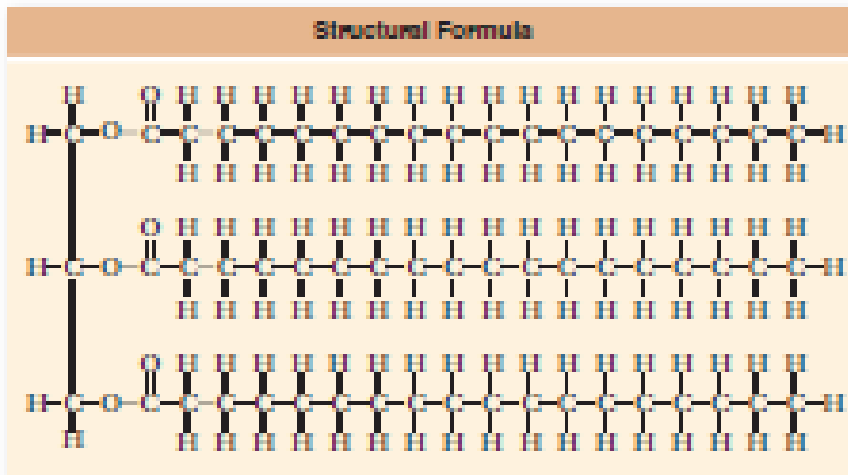 Structural Formula
H O H H H H H H H H H H H H H H H H H
H C O C C C C C C C C C C C C C C C C C C H
H H H H H H H H H H H H H H H H H
O H H H H H H H H H H H H H H H H H
H C O C C C C C C C C C C C C C C C C C C H
H H H H H H H H H H H H H H H H H
O H H H H H H H H H H H H H H H H H
H C O C C C C C C C C C C C C C C C C C C H
H H H H H H H H H H H H H H H H H H